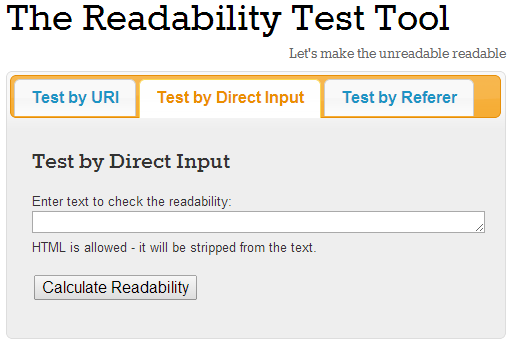 The Readability Test Tool
Let's make the unreadable readable
Test by URI Test by Direct Input Test by Referer
Test by Direct Input
Enter text to check the readability:
HTML is allowed - it will be stripped from the text.
Calculate Readability